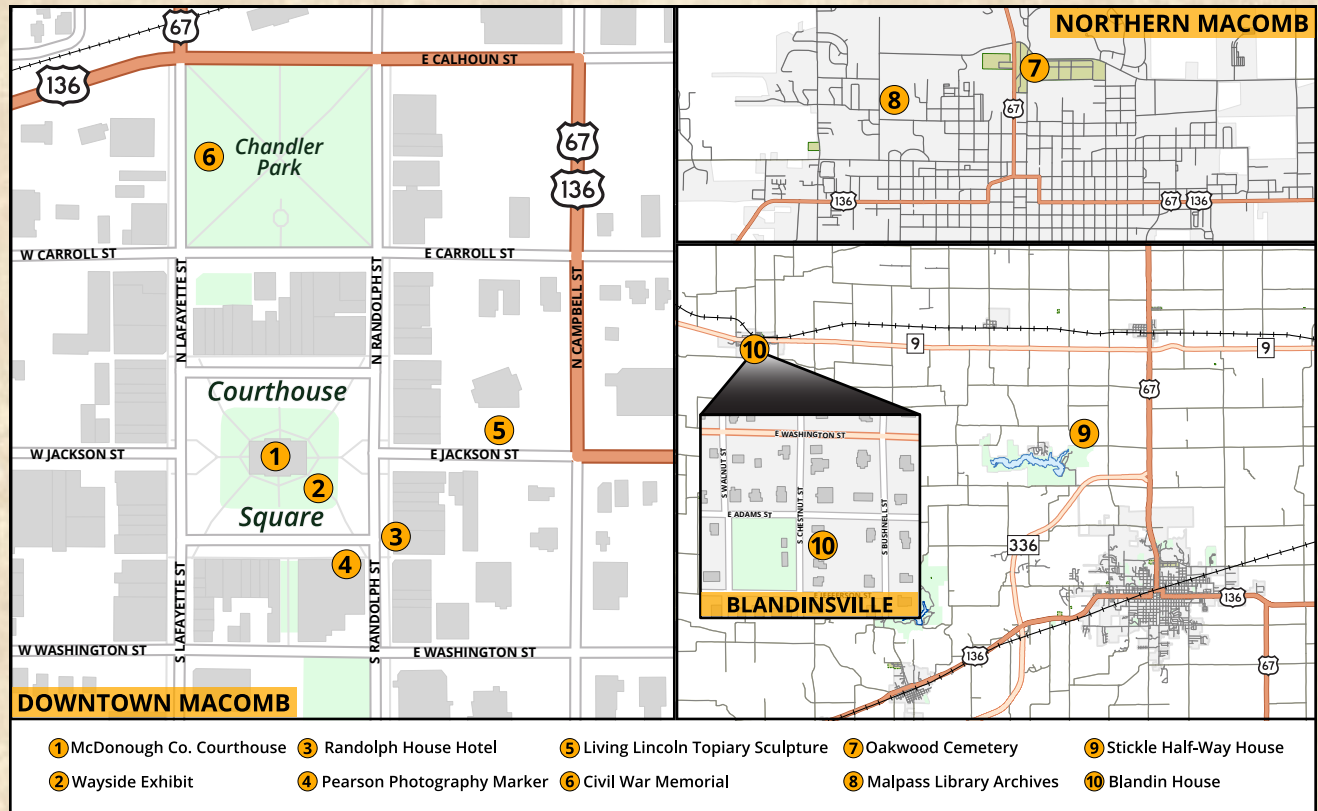 67
136
E CALHOUN ST
6
Chandler
Park
67
136
W CARROLL ST
E CARROLL ST
N LAFAYETTE ST
N RANDOLPH ST
N CAMPBELL ST
Courthouse
5
W JACKSON ST
E JACKSON ST
1
2
Square
3
4
S LAFAYETTE ST
S RANDOLPH ST
W WASHINGTON ST
E WASHINGTON ST
DOWNTOWN MACOMB
NORTHERN MACOMB
7
8
67
136
67
136
10
9
9
67
9
336
136
136
67
E WASHINGTON ST
S WALNUT ST
S CHESTNUT ST
S BUSHNELL ST
E ADAMS ST
10
E JEFFERSON ST
BLANDINSVILLE
1 McDonough Co. Courthouse
2 Wayside Exhibit
3 Randolph House Hotel
4 Pearson Photography Marker
5 Living Lincoln Topiary Sculpture
6 Civil War Memorial
7 Oakwood Cemetery
8 Malpass Library Archives
9 Stickle Half-Way House
10 Blandin House